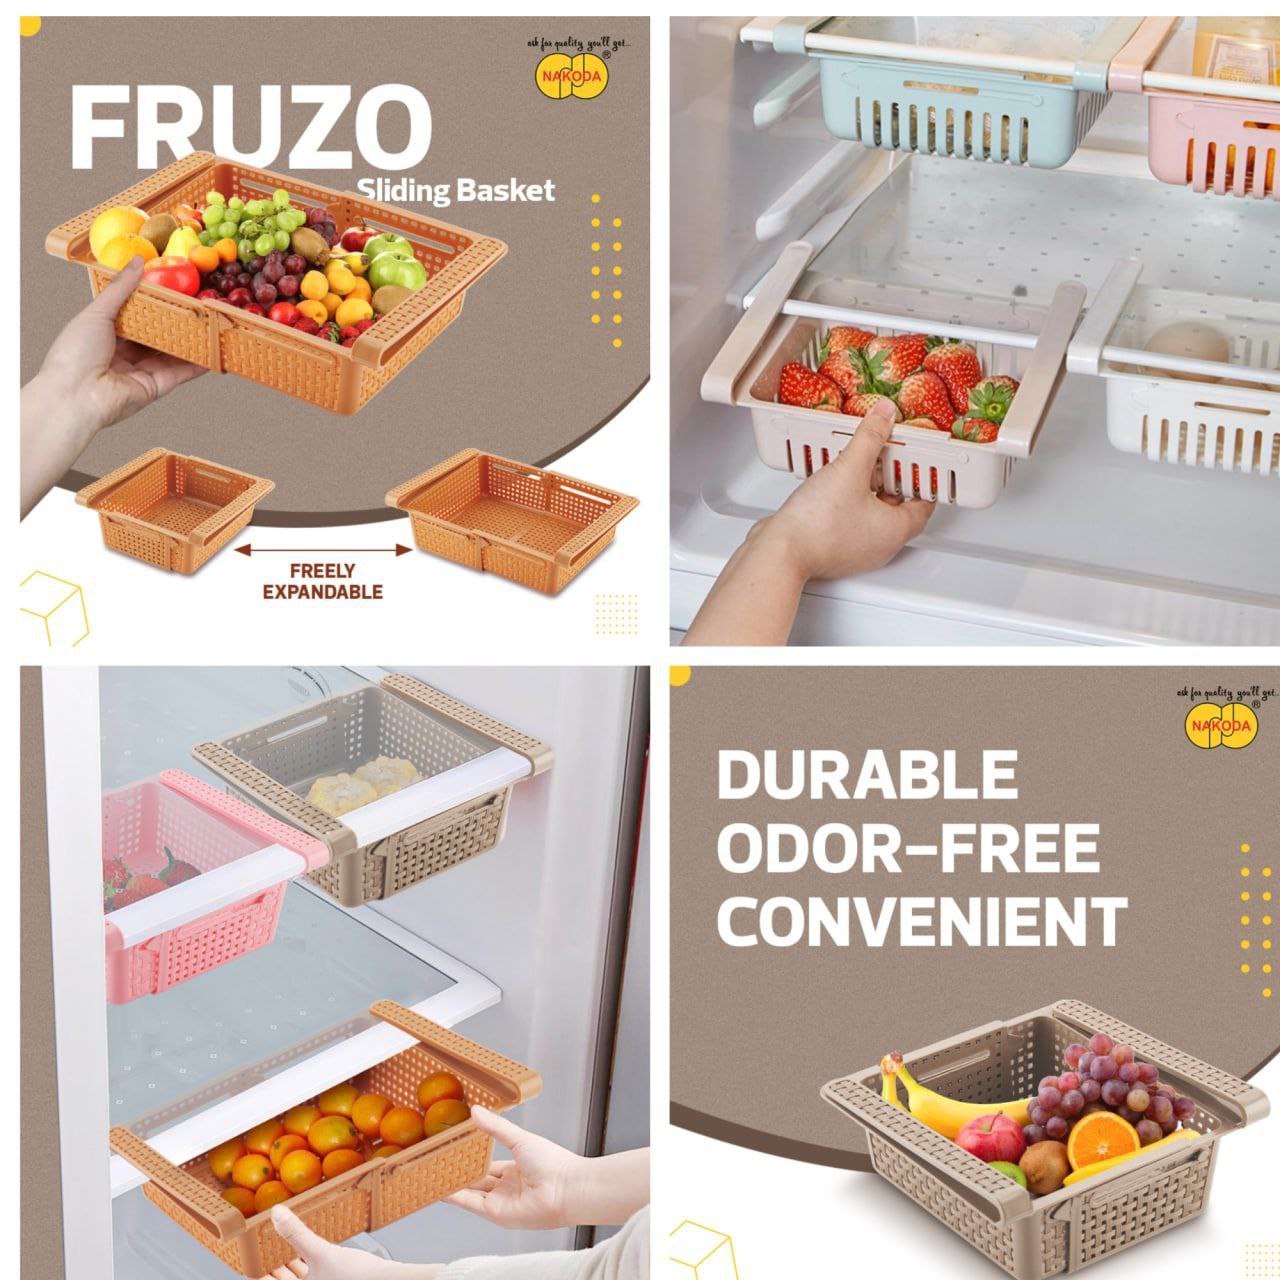 ask for quality you'll get...
NAKODA
®
FRUZO
Sliding Basket
FREELY
EXPANDABLE
ask for quality you'll get...
NAKODA
®
DURABLE
ODOR-FREE
CONVENIENT